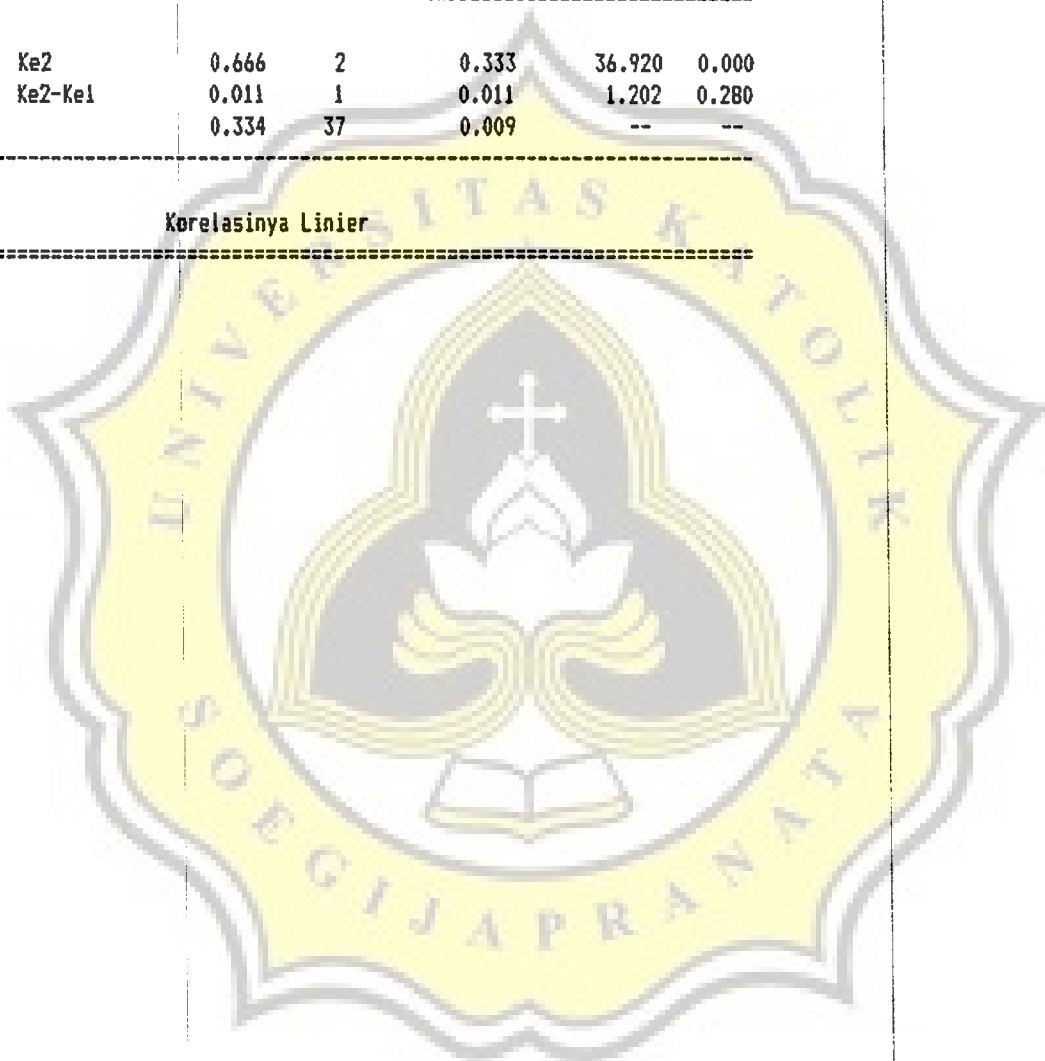 Ke2 0.666 2 0.333 36.920 0.000
Ke2-Ke1 0.011 1 0.011 1.202 0.280
0.334 37 0.009 -- --
Korelasinya Linier
UNIVERSITAS KATOLIK
SOEGIJAPRANATA